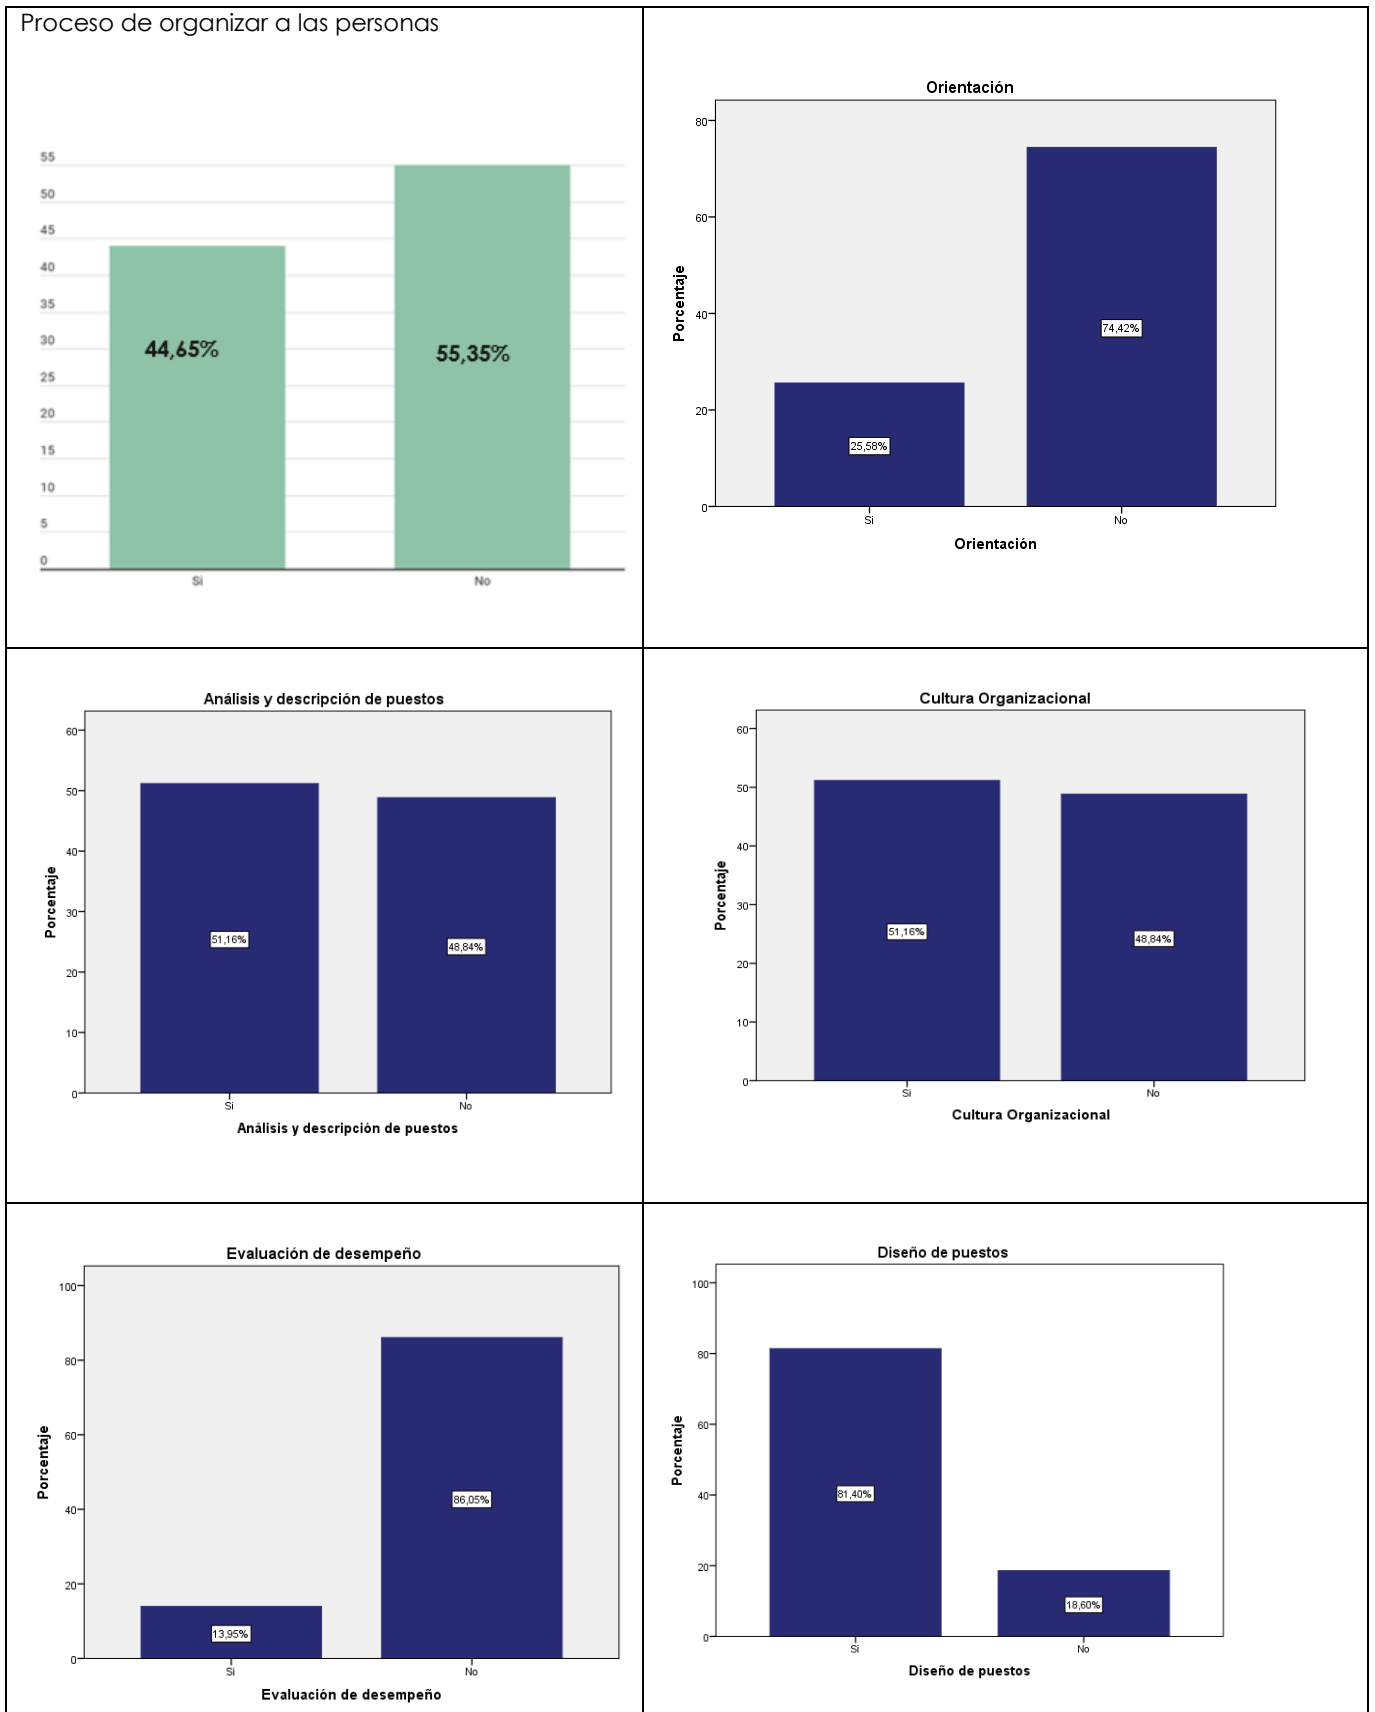 Proceso de organizar a las personas
55
50
45
40
35
30
25
20
15
10
5
0
44,65%
55,35%
Si
No
Orientación
Porcentaje
80
60
40
20
0
25,58%
74,42%
Si
No
Orientación
Análisis y descripción de puestos
Porcentaje
60
50
40
30
20
10
0
51,16%
48,84%
Si
No
Análisis y descripción de puestos
Cultura Organizacional
Porcentaje
60
50
40
30
20
10
0
51,16%
48,84%
Si
No
Cultura Organizacional
Evaluación de desempeño
Porcentaje
100
80
60
40
20
0
13,95%
86,05%
Si
No
Evaluación de desempeño
Diseño de puestos
Porcentaje
100
80
60
40
20
0
81,40%
18,60%
Si
No
Diseño de puestos